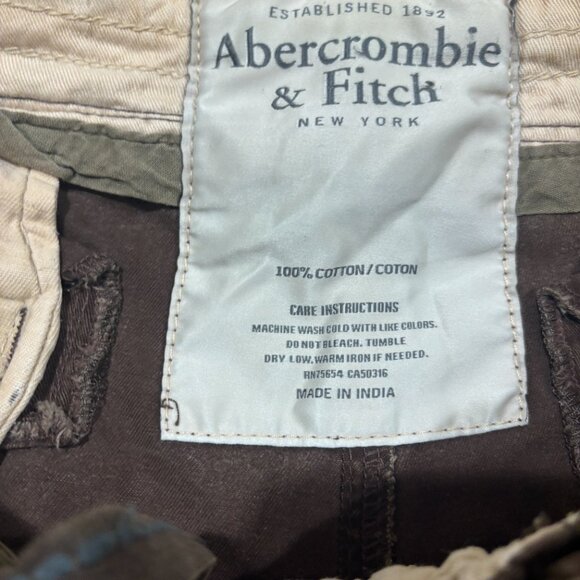 ESTABLISHED 1892
Abercrombie
& Fitch
NEW YORK
100% COTTON / COTON
CARE INSTRUCTIONS
MACHINE WASH COLD WITH LIKE COLORS.
DO NOT BLEACH. TUMBLE
DRY LOW. WARM IRON IF NEEDED.
RN75654 CA50316
MADE IN INDIA